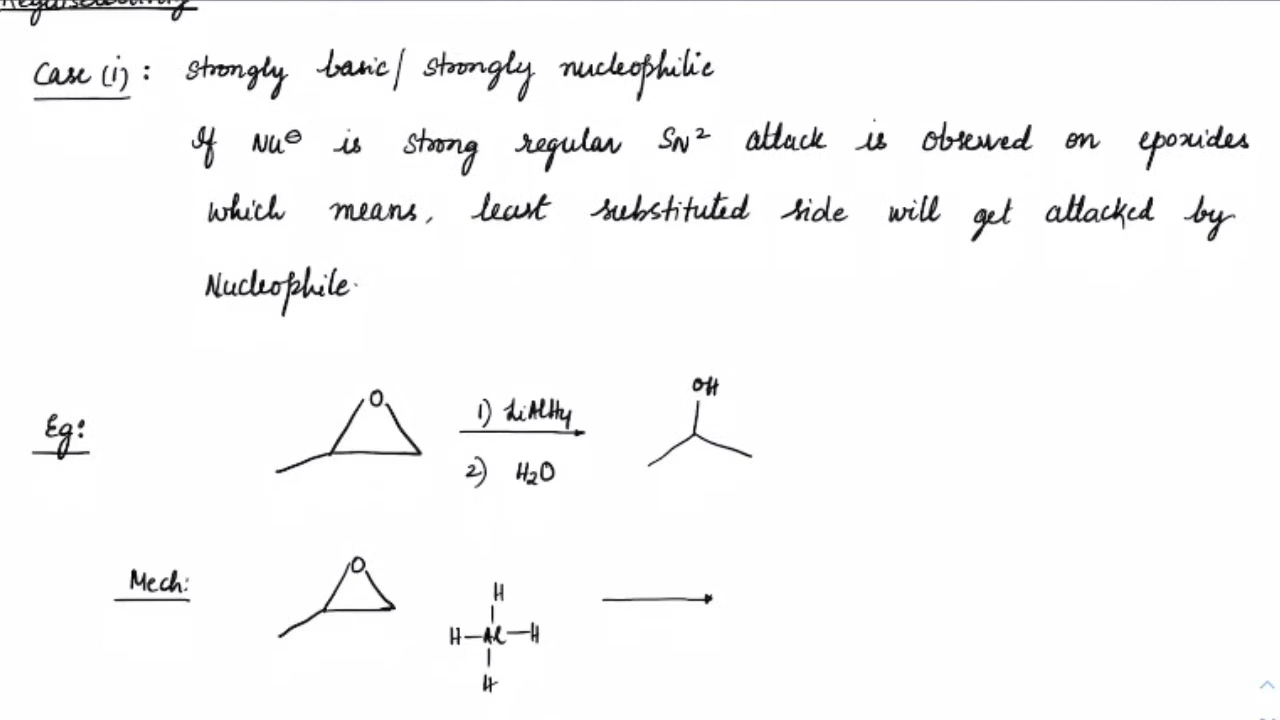 Regioselectivity
Case (i) : strongly basic/ strongly nucleophilic
If Nu⊖ is strong regular SN² attack is observed on epoxides
which means, least substituted side will get attacked by
Nucleophile.
Eg:
O
1) LiAlH4
2) H2O
OH
Mech:
O
H
H—Al—H
H